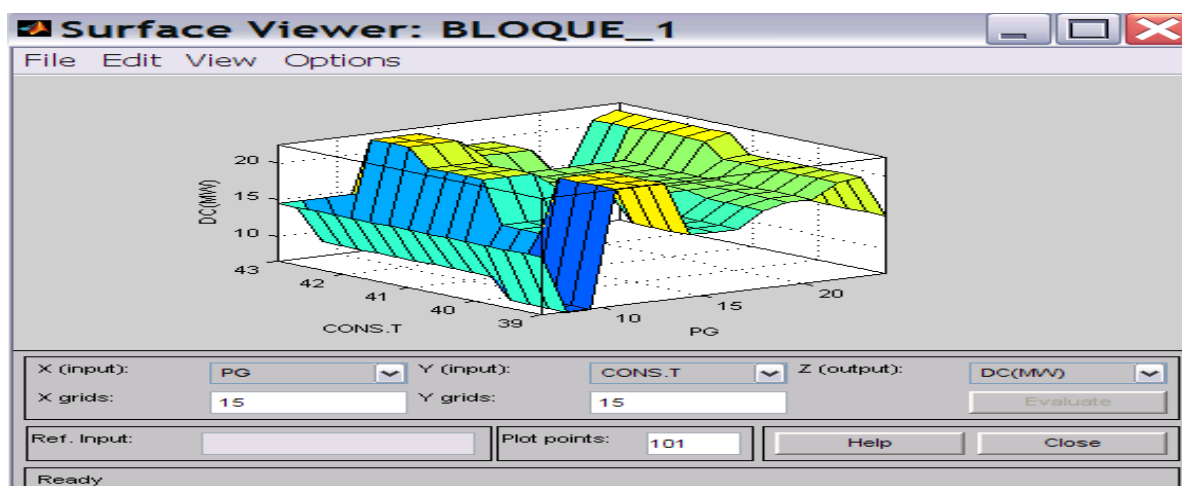 Surface Viewer: BLOQUE_1
File Edit View Options
20
15
10
DC(MW)
43
42
41
40
39
CONS.T
10
15
20
PG
X (input): PG Y (input): CONS.T Z (output): DC(MW)
X grids: 15 Y grids: 15 Evaluate
Ref. Input: Plot points: 101 Help Close
Ready